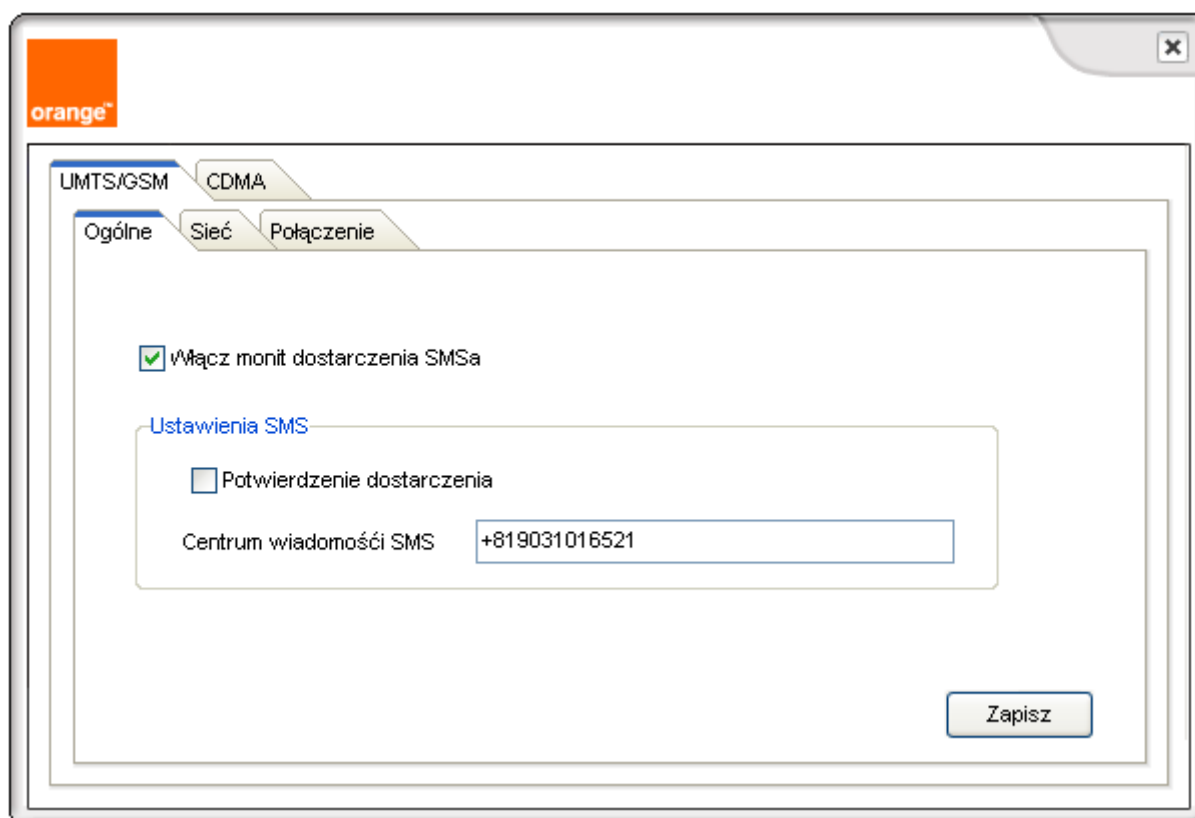 orange™
UMTS/GSM CDMA
Ogólne Sieć Połączenie
Włącz monit dostarczenia SMSa
Ustawienia SMS
Potwierdzenie dostarczenia
Centrum wiadomośći SMS +819031016521
Zapisz